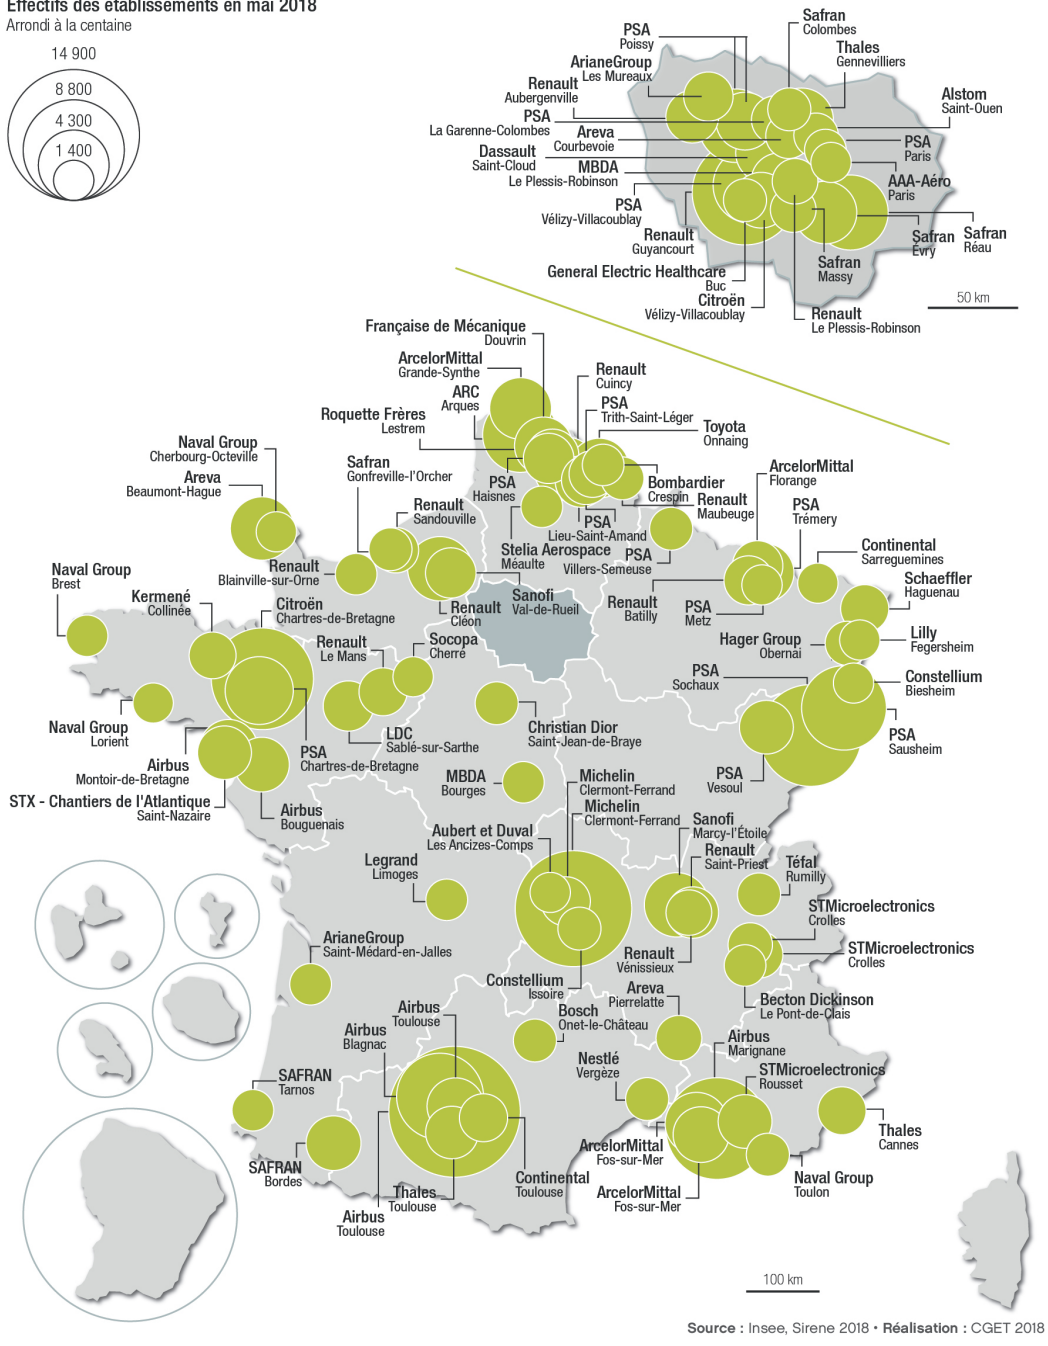 Effectifs des établissements en mai 2018
Arrondi à la centaine
14 900
8 800
4 300
1 400
PSA
Poissy
Safran
Colombes
Thales
Gennevilliers
ArianeGroup
Les Mureaux
Renault
Aubergenville
Alstom
Saint-Ouen
PSA
La Garenne-Colombes
Areva
Courbevoie
PSA
Paris
Dassault
Saint-Cloud
MBDA
Le Plessis-Robinson
AAA-Aéro
Paris
PSA
Vélizy-Villacoublay
Renault
Guyancourt
Safran
Évry
Safran
Réau
Safran
Massy
General Electric Healthcare
Buc
Citroën
Vélizy-Villacoublay
Renault
Le Plessis-Robinson
50 km
Française de Mécanique
Douvrin
ArcelorMittal
Grande-Synthe
Renault
Cuincy
ARC
Arques
PSA
Trith-Saint-Léger
Roquette Frères
Lestrem
Toyota
Onnaing
Naval Group
Cherbourg-Octeville
Safran
Gonfreville-l'Orcher
ArcelorMittal
Florange
Areva
Beaumont-Hague
PSA
Haisnes
Bombardier
Crespin
Renault
Maubeuge
Renault
Sandouville
PSA
Trémery
PSA
Lieu-Saint-Amand
Stelia Aerospace
Méaulte
PSA
Villers-Semeuse
Continental
Sarreguemines
Naval Group
Brest
Renault
Blainville-sur-Orne
Schaeffler
Haguenau
Kermené
Collinée
Citroën
Chartres-de-Bretagne
Renault
Cléon
Sanofi
Val-de-Rueil
Renault
Batilly
PSA
Metz
Renault
Le Mans
Socopa
Cherré
Hager Group
Obernai
Lilly
Fegersheim
PSA
Sochaux
Constellium
Biesheim
Naval Group
Lorient
LDC
Sablé-sur-Sarthe
Christian Dior
Saint-Jean-de-Braye
PSA
Sausheim
PSA
Chartres-de-Bretagne
Airbus
Montoir-de-Bretagne
PSA
Vesoul
MBDA
Bourges
Michelin
Clermont-Ferrand
STX - Chantiers de l'Atlantique
Saint-Nazaire
Airbus
Bouguenais
Michelin
Clermont-Ferrand
Sanofi
Marcy-l'Étoile
Aubert et Duval
Les Ancizes-Comps
Renault
Saint-Priest
Legrand
Limoges
Téfal
Rumilly
STMicroelectronics
Crolles
ArianeGroup
Saint-Médard-en-Jalles
STMicroelectronics
Crolles
Renault
Vénissieux
Constellium
Issoire
Areva
Pierrelatte
Becton Dickinson
Le Pont-de-Clais
Airbus
Toulouse
Bosch
Onet-le-Château
Airbus
Blagnac
Airbus
Marignane
Nestlé
Vergèze
STMicroelectronics
Rousset
SAFRAN
Tarnos
Thales
Cannes
ArcelorMittal
Fos-sur-Mer
SAFRAN
Bordes
Continental
Toulouse
Naval Group
Toulon
Thales
Toulouse
ArcelorMittal
Fos-sur-Mer
Airbus
Toulouse
100 km
Source : Insee, Sirene 2018 • Réalisation : CGET 2018